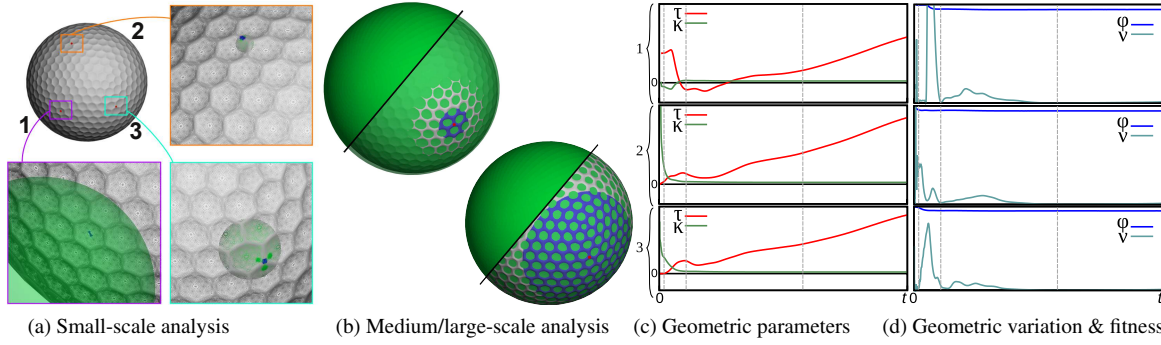 1
2
3
1
τ
κ
0
φ
ν
2
τ
κ
0
φ
ν
3
τ
κ
0
φ
ν
0
t
0
t
(a) Small-scale analysis
(b) Medium/large-scale analysis
(c) Geometric parameters
(d) Geometric variation & fitness